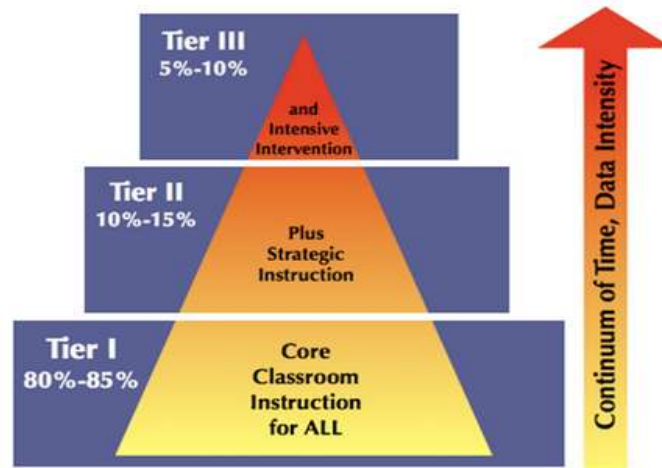 Tier III
5%-10%
and
Intensive
Intervention
Tier II
10%-15%
Plus
Strategic
Instruction
Tier I
80%-85%
Core
Classroom
Instruction
for ALL
Continuum of Time, Data Intensity